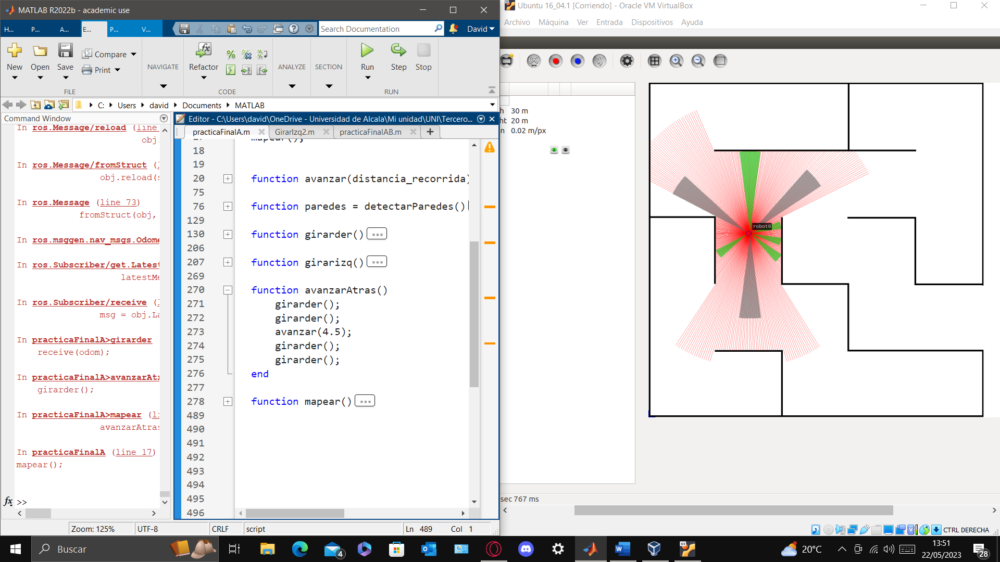 MATLAB R2022b - academic use
H...
P...
A...
E...
P...
V...
Search Documentation
David
New
Open
Save
Compare
Print
FILE
NAVIGATE
Refactor
CODE
ANALYZE
SECTION
Run
Step
Stop
RUN
C: Users david Documents MATLAB
Command Window
In ros.Message/reload (line
obj.
In ros.Message/fromStruct (l
obj.reload(s
In ros.Message (line 73)
fromStruct(obj,
In ros.msggen.nav_msgs.Odome
In ros.Subscriber/get.Latest
latestMe
In ros.Subscriber/receive (l
msg = obj.La
In practicaFinalA>girarder
receive(odom);
In practicaFinalA>avanzarAtr
girarder();
In practicaFinalA>mapear (li
avanzarAtras
In practicaFinalA (line 17)
mapear();
fx >>
Editor - C:\Users\david\OneDrive - Universidad de Alcala\Mi unidad\UNI\Tercero...
practicaFinalA.m
GirarIzq2.m
practicaFinalAB.m
17 mapear();
18
19
20 function avanzar(distancia_recorrida)
75
76 function paredes = detectarParedes()
129
130 function girarder() ...
206
207 function girarizq() ...
269
270 function avanzarAtras()
271 girarder();
272 girarder();
273 avanzar(4.5);
274 girarder();
275 girarder();
276 end
277
278 function mapear() ...
489
490
491
492
493
494
495
496
Zoom: 125%
UTF-8
CRLF
script
Ln 489 Col 1
Ubuntu 16_04.1 [Corriendo] - Oracle VM VirtualBox
Archivo Máquina Ver Entrada Dispositivos Ayuda
h 30 m
ht 20 m
n 0.02 m/px
robot0
sec 767 ms
CTRL DERECHA
Buscar
4
64
20°C
13:51
22/05/2023
28